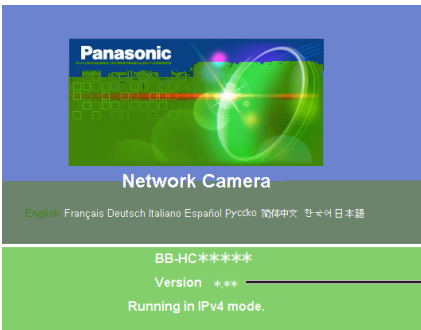 Panasonic
Network Camera
English Français Deutsch Italiano Español Русско 简体中文 한국어 日本語
BB-HC*****
Version *.**
Running in IPv4 mode.